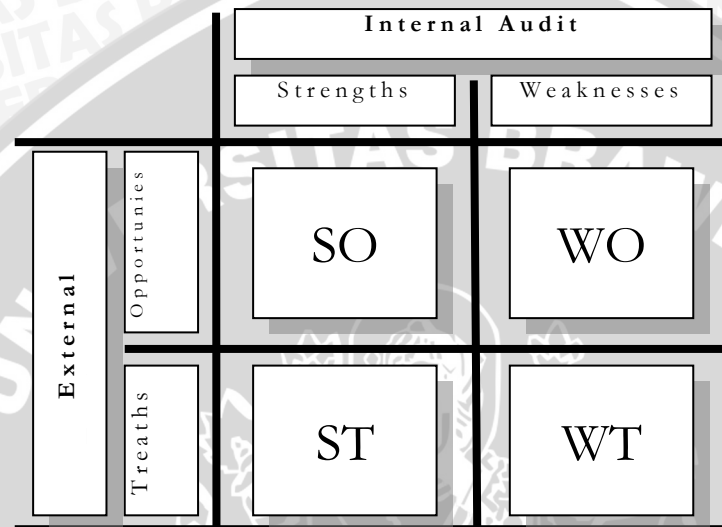 Internal Audit
Strengths
Weaknesses
External
Opportunies
SO
WO
Treaths
ST
WT